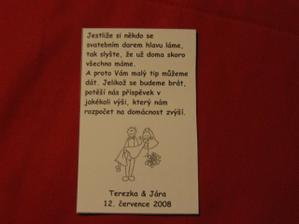 Jestliže si někdo se
svatebním darem hlavu láme,
tak slyšte, že už doma skoro
všechno máme.
A proto Vám malý tip můžeme
dát. Jelikož se budeme brát,
potěší nás příspěvek v
jakékoli výši, který nám
rozpočet na domácnost zvýší.
Terezka & Jára
12. července 2008